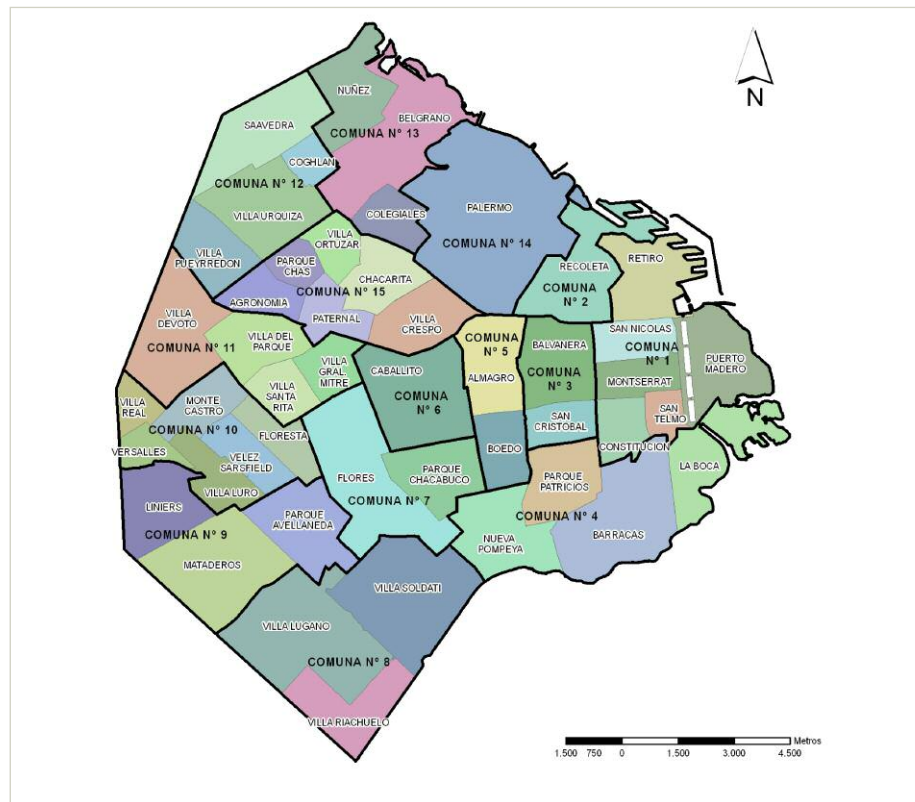 N
NUÑEZ
SAAVEDRA
BELGRANO
COMUNA N° 13
COGHLAN
COMUNA N° 12
VILLA URQUIZA
COLEGIALES
PALERMO
COMUNA N° 14
VILLA
ORTUZAR
VILLA
PUEYRREDON
PARQUE
CHAS
CHACARITA
COMUNA N° 15
AGRONOMIA
PATERNAL
VILLA
CRESPO
RECOLETA
COMUNA
N° 2
RETIRO
VILLA
DEVOTO
COMUNA N° 11
VILLA DEL
PARQUE
VILLA
GRAL.
MITRE
VILLA
SANTA
RITA
SAN NICOLAS
COMUNA
N° 1
MONTSERRAT
PUERTO
MADERO
SAN
TELMO
CONSTITUCION
COMUNA
N° 5
ALMAGRO
BOEDO
BALVANERA
COMUNA
N° 3
SAN
CRISTOBAL
CABALLITO
COMUNA
N° 6
VILLA
REAL
MONTE
CASTRO
COMUNA N° 10
FLORESTA
VERSALLES
VELEZ
SARSFIELD
VILLA LURO
FLORES
PARQUE
CHACABUCO
COMUNA N° 7
PARQUE
PATRICIOS
COMUNA N° 4
LA BOCA
BARRACAS
NUEVA
POMPEYA
LINIERS
COMUNA N° 9
PARQUE
AVELLANEDA
MATADEROS
VILLA SOLDATI
VILLA LUGANO
COMUNA N° 8
VILLA RIACHUELO
Metros
1.500 750 0 1.500 3.000 4.500